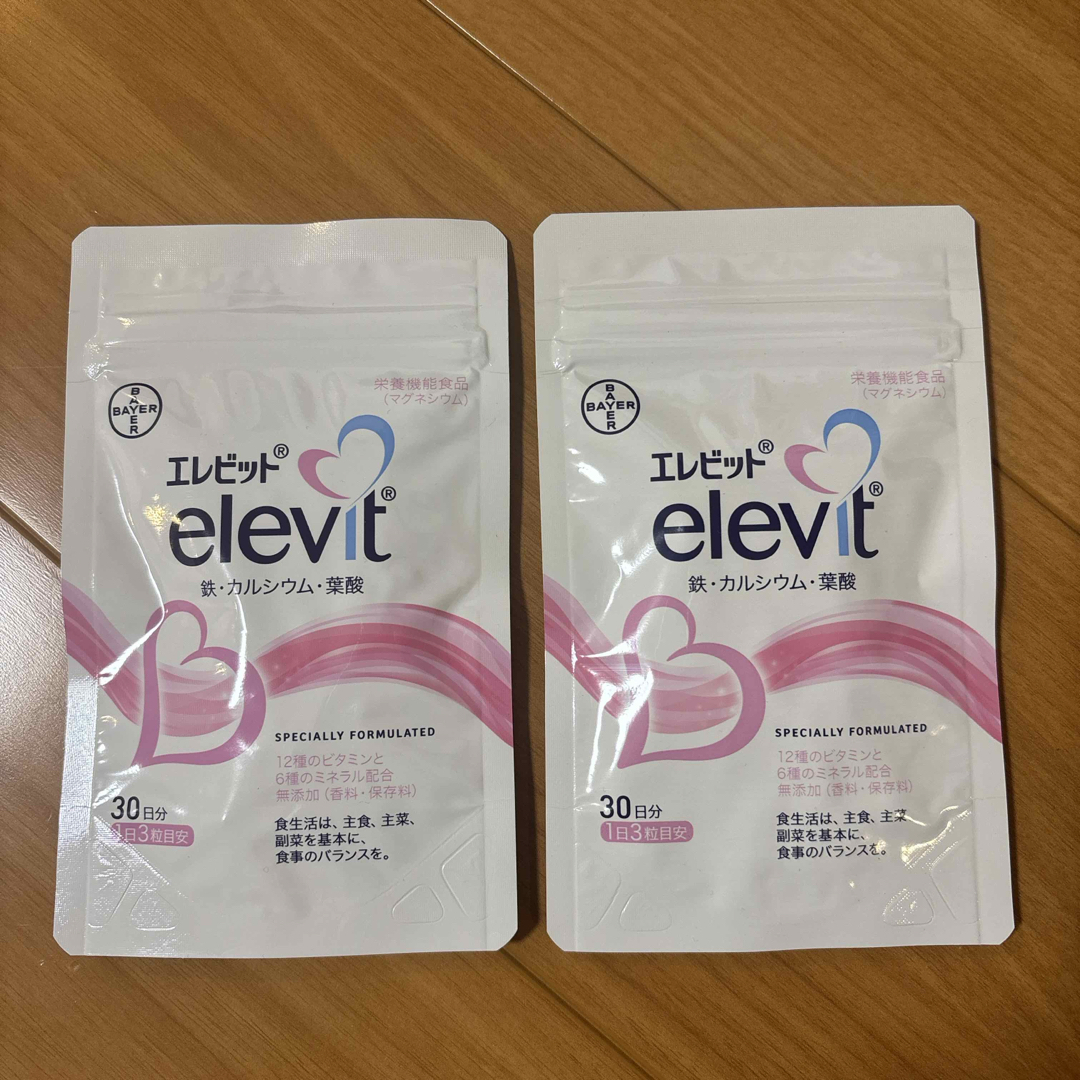 BAYER
BAYER
栄養機能食品
(マグネシウム)
エレビット®
elevit®
鉄・カルシウム・葉酸
SPECIALLY FORMULATED
12種のビタミンと
6種のミネラル配合
無添加(香料・保存料)
30日分
1日3粒目安
食生活は、主食、主菜、
副菜を基本に、
食事のバランスを。
BAYER
BAYER
栄養機能食品
(マグネシウム)
エレビット®
elevit®
鉄・カルシウム・葉酸
SPECIALLY FORMULATED
12種のビタミンと
6種のミネラル配合
無添加(香料・保存料)
30日分
1日3粒目安
食生活は、主食、主菜
副菜を基本に、
食事のバランスを。